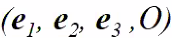 (e₁, e₂, e₃ ,O)